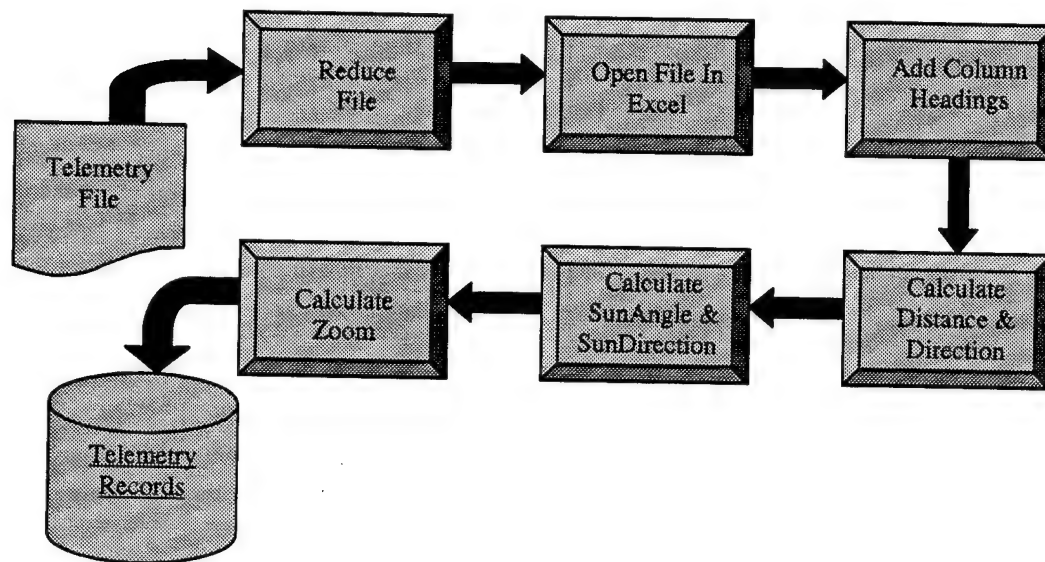 Telemetry
File
Reduce
File
Open File In
Excel
Add Column
Headings
Calculate
Distance &
Direction
Calculate
SunAngle &
SunDirection
Calculate
Zoom
Telemetry
Records